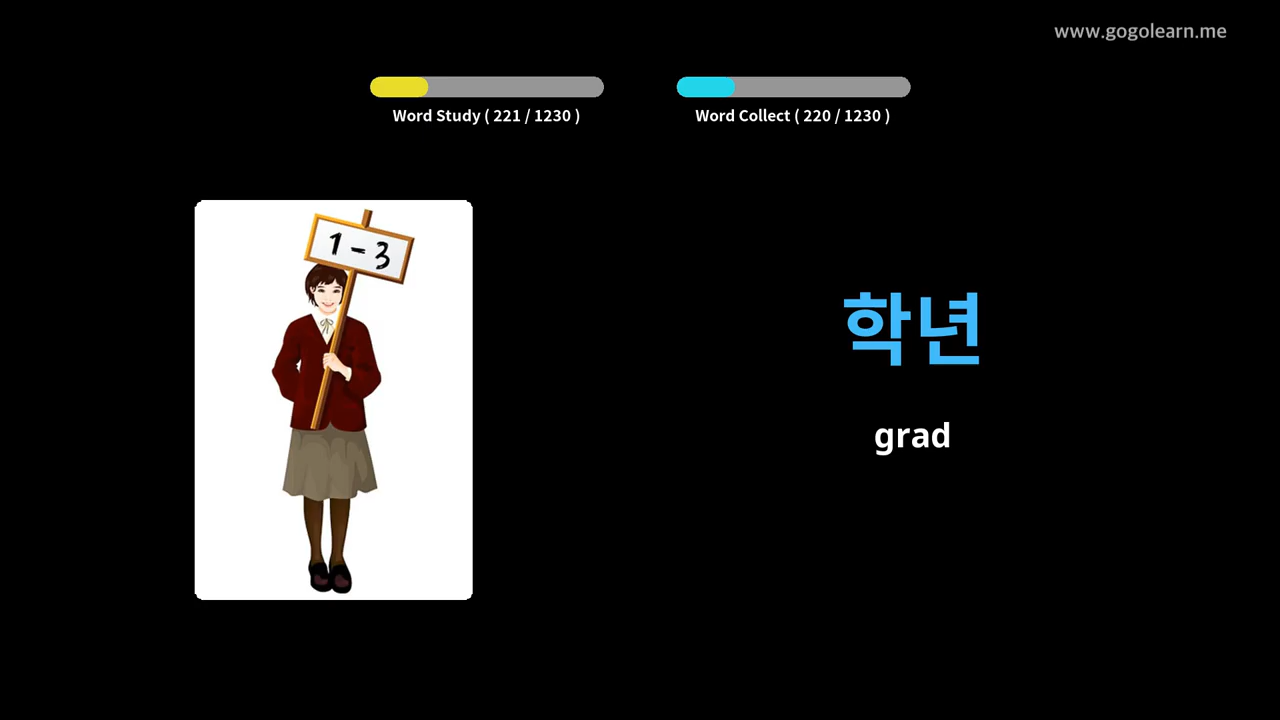 www.gogolearn.me
Word Study ( 221 / 1230 )
Word Collect ( 220 / 1230 )
1 - 3
학년
grad